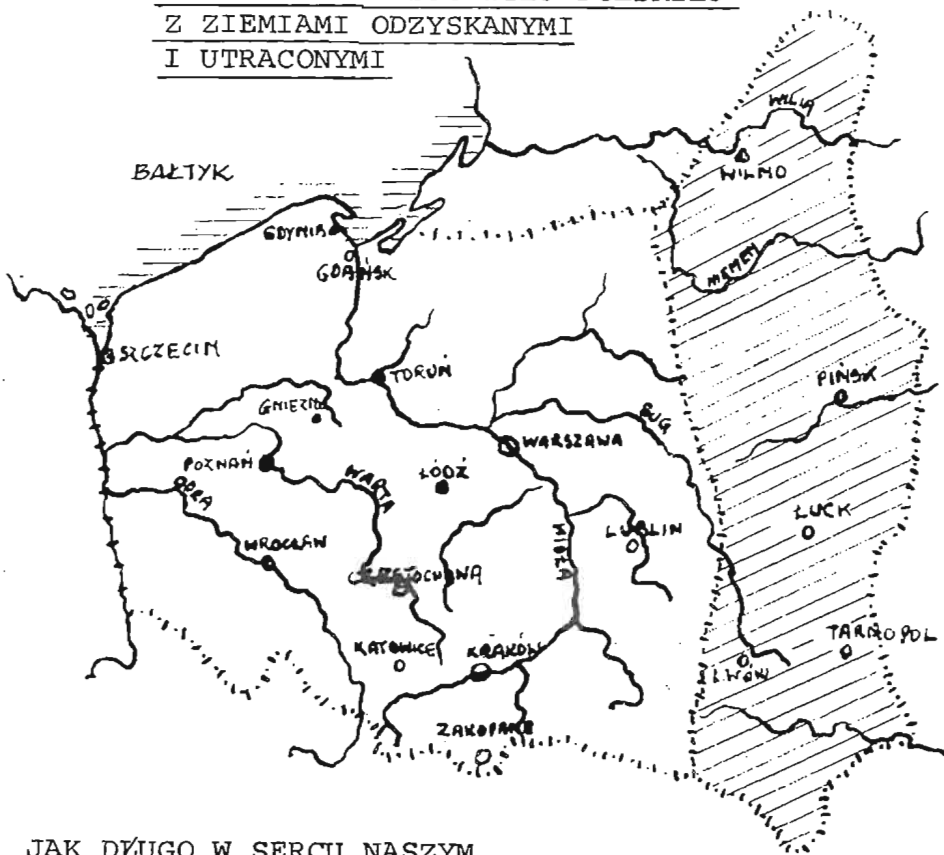 Z ZIEMIAMI ODZYSKANYMI
I UTRACONYMI
WILIA
BAŁTYK
WILNO
GDYNIA
GDAŃSK
NIEMEN
SZCZECIN
TORUŃ
PIŃSK
GNIEZNO
BUG
WARSZAWA
POZNAŃ
WARTA
ŁÓDŹ
ODRA
ŁUCK
WROCŁAW
WISŁA
LUBLIN
CZĘSTOCHOWA
TARNOPOL
KATOWICE
KRAKÓW
LWÓW
ZAKOPANE
JAK DŁUGO W SERCU NASZYM